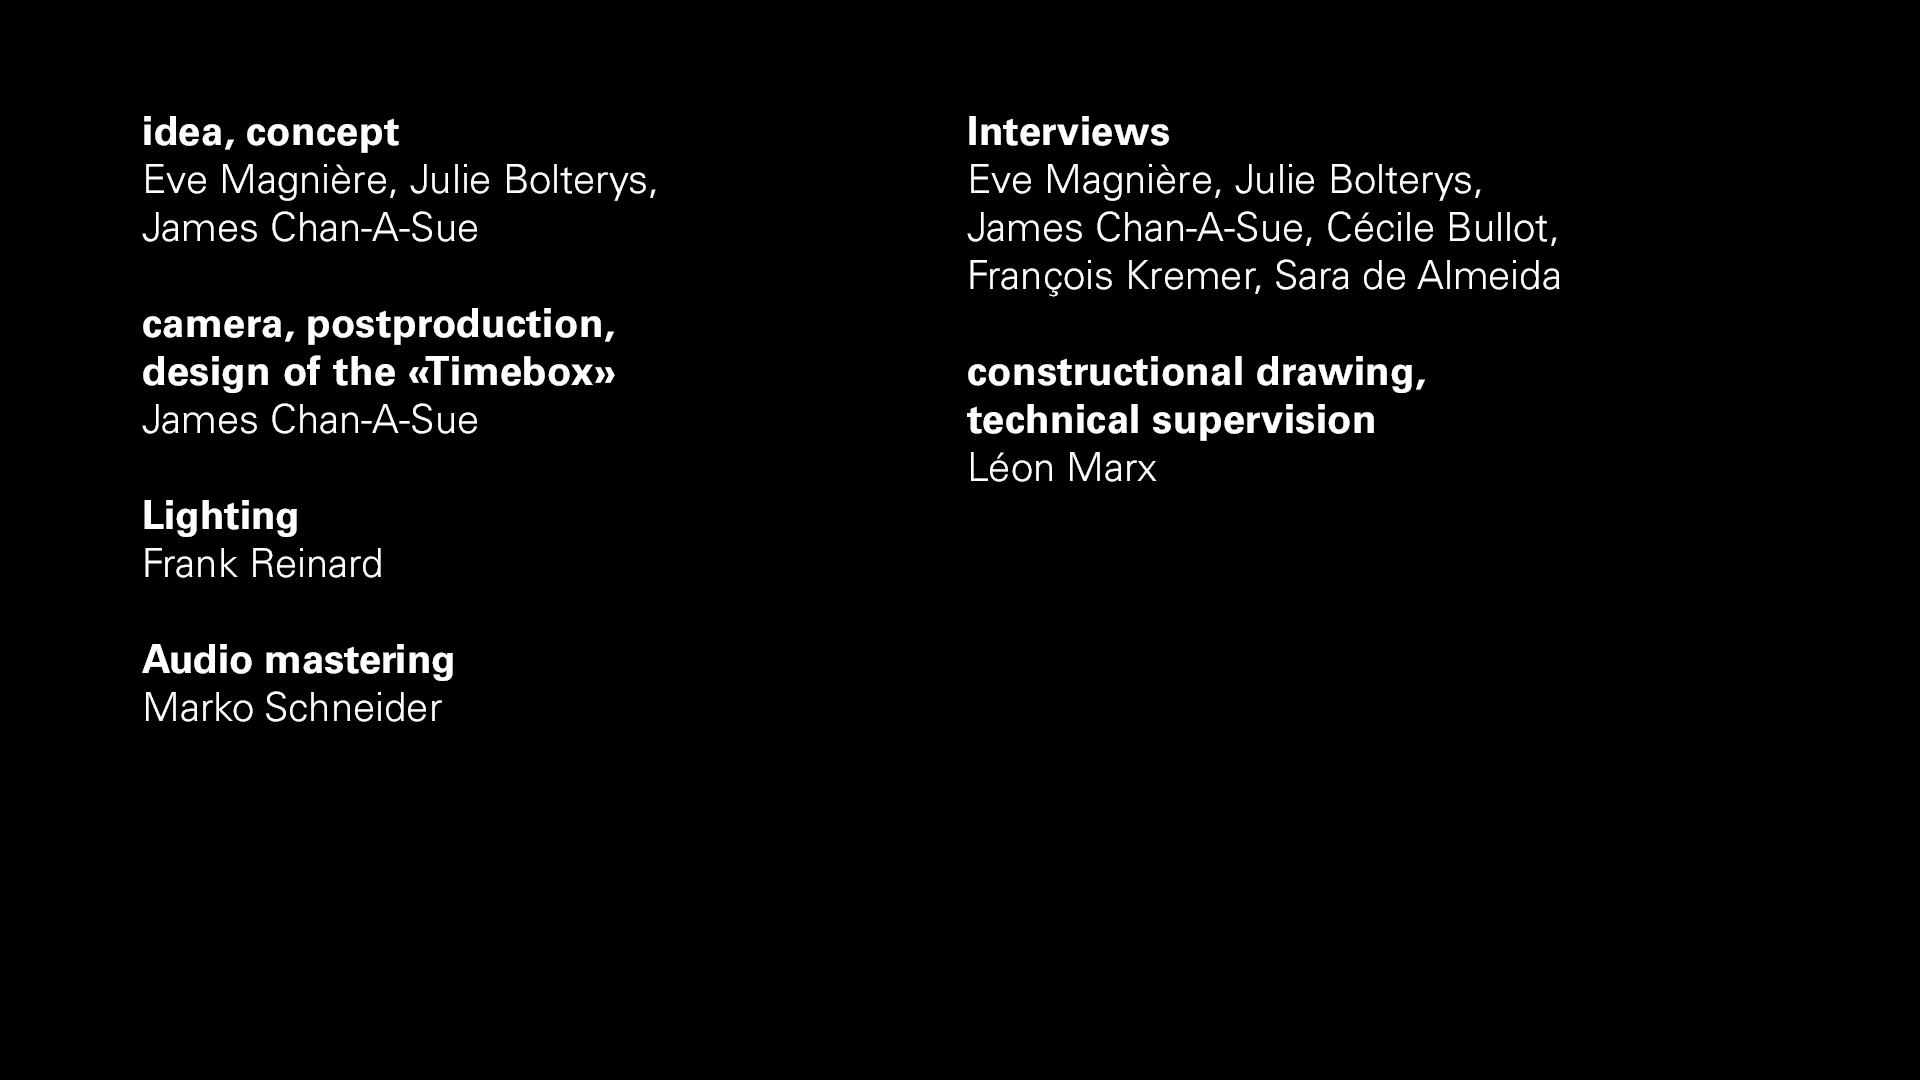 idea, concept
Eve Magnière, Julie Bolterys,
James Chan-A-Sue
camera, postproduction,
design of the «Timebox»
James Chan-A-Sue
Lighting
Frank Reinard
Audio mastering
Marko Schneider
Interviews
Eve Magnière, Julie Bolterys,
James Chan-A-Sue, Cécile Bullot,
François Kremer, Sara de Almeida
constructional drawing,
technical supervision
Léon Marx